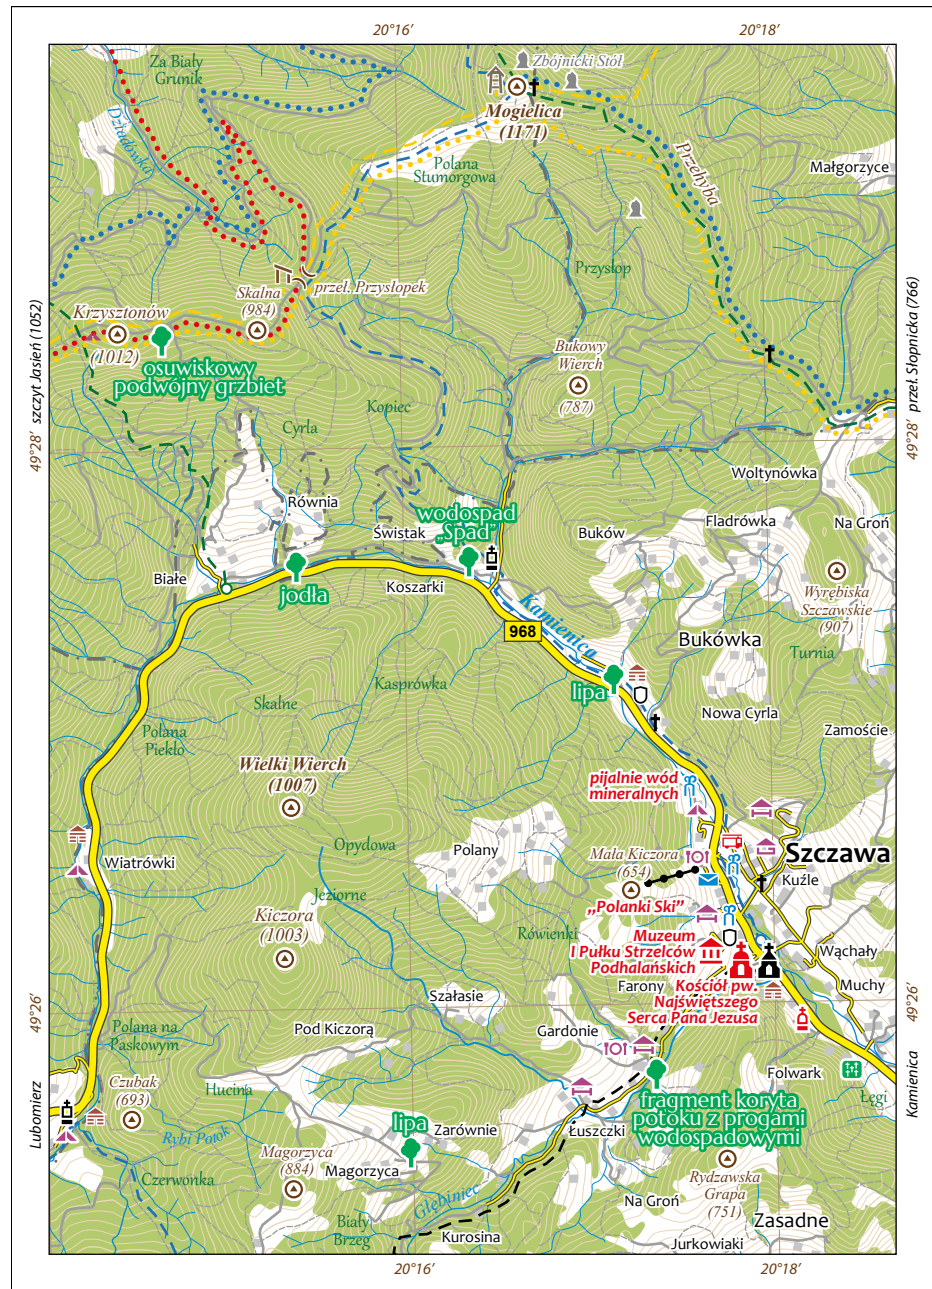 20°16′
20°18′
Za Biały
Grunik
Zbójnicki Stół
Mogielica
(1171)
Dziadówka
Polana
Stumorgowa
Przehyba
Małgorzyce
Przysłop
Skalna
(984)
przeł. Przysłopek
Krzysztonów
(1012)
szczyt Jasień (1052)
przeł. Słopnicka (766)
osuwiskowy
podwójny grzbiet
Bukowy
Wierch
(787)
Kopiec
Cyrla
49°28′
49°28′
Woltynówka
Równia
wodospad
„Spad”
Świstak
Buków
Fladrówka
Na Groń
Białe
jodła
Koszarki
Kamienica
Wyrębiska
Szczawskie
(907)
968
Bukówka
Turnia
Kasprówka
lipa
Skalne
Nowa Cyrla
Polana
Piekło
Zamoście
Wielki Wierch
(1007)
pijalnie wód
mineralnych
Opydowa
Polany
Mała Kiczora
(654)
Szczawa
Wiatrówki
Kuźle
Jeziorne
„Polanki Ski”
Kiczora
(1003)
Rówienki
Muzeum
I Pułku Strzelców
Podhalańskich
Wąchały
Farony
Kościół pw.
Najświętszego
Serca Pana Jezusa
Muchy
Szałasie
49°26′
49°26′
Polana na
Paskowym
Pod Kiczorą
Gardonie
Folwark
Czubak
(693)
Hucina
Łęgi
Lubomierz
Kamienica
fragment koryta
potoku z progami
wodospadowymi
lipa
Zarównie
Łuszczki
Rybi Potok
Magorzyca
(884)
Magorzyca
Czerwonka
Rydzawska
Grapa
(751)
Głębiniec
Na Groń
Biały
Brzeg
Kurosina
Zasadne
Jurkowiaki
20°16′
20°18′